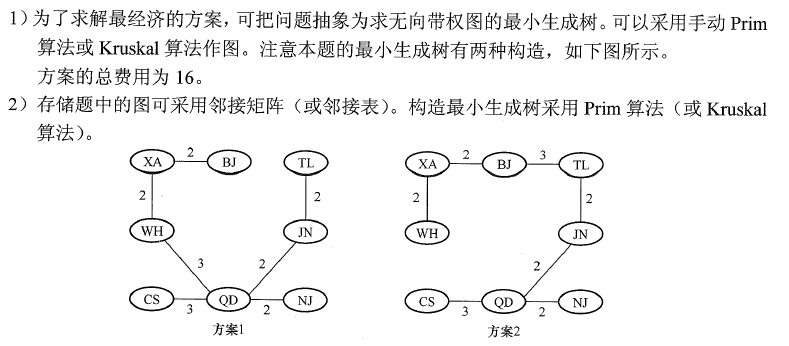 1)为了求解最经济的方案,可把问题抽象为求无向带权图的最小生成树。可以采用手动 Prim
算法或 Kruskal 算法作图。注意本题的最小生成树有两种构造,如下图所示。
方案的总费用为 16。
2)存储题中的图可采用邻接矩阵(或邻接表)。构造最小生成树采用 Prim 算法(或 Kruskal
算法)。
XA 2 BJ TL XA 2 BJ 3 TL
2 2 2 2
WH JN WH JN
3 2 2
CS 3 QD 2 NJ CS 3 QD 2 NJ
方案1 方案2